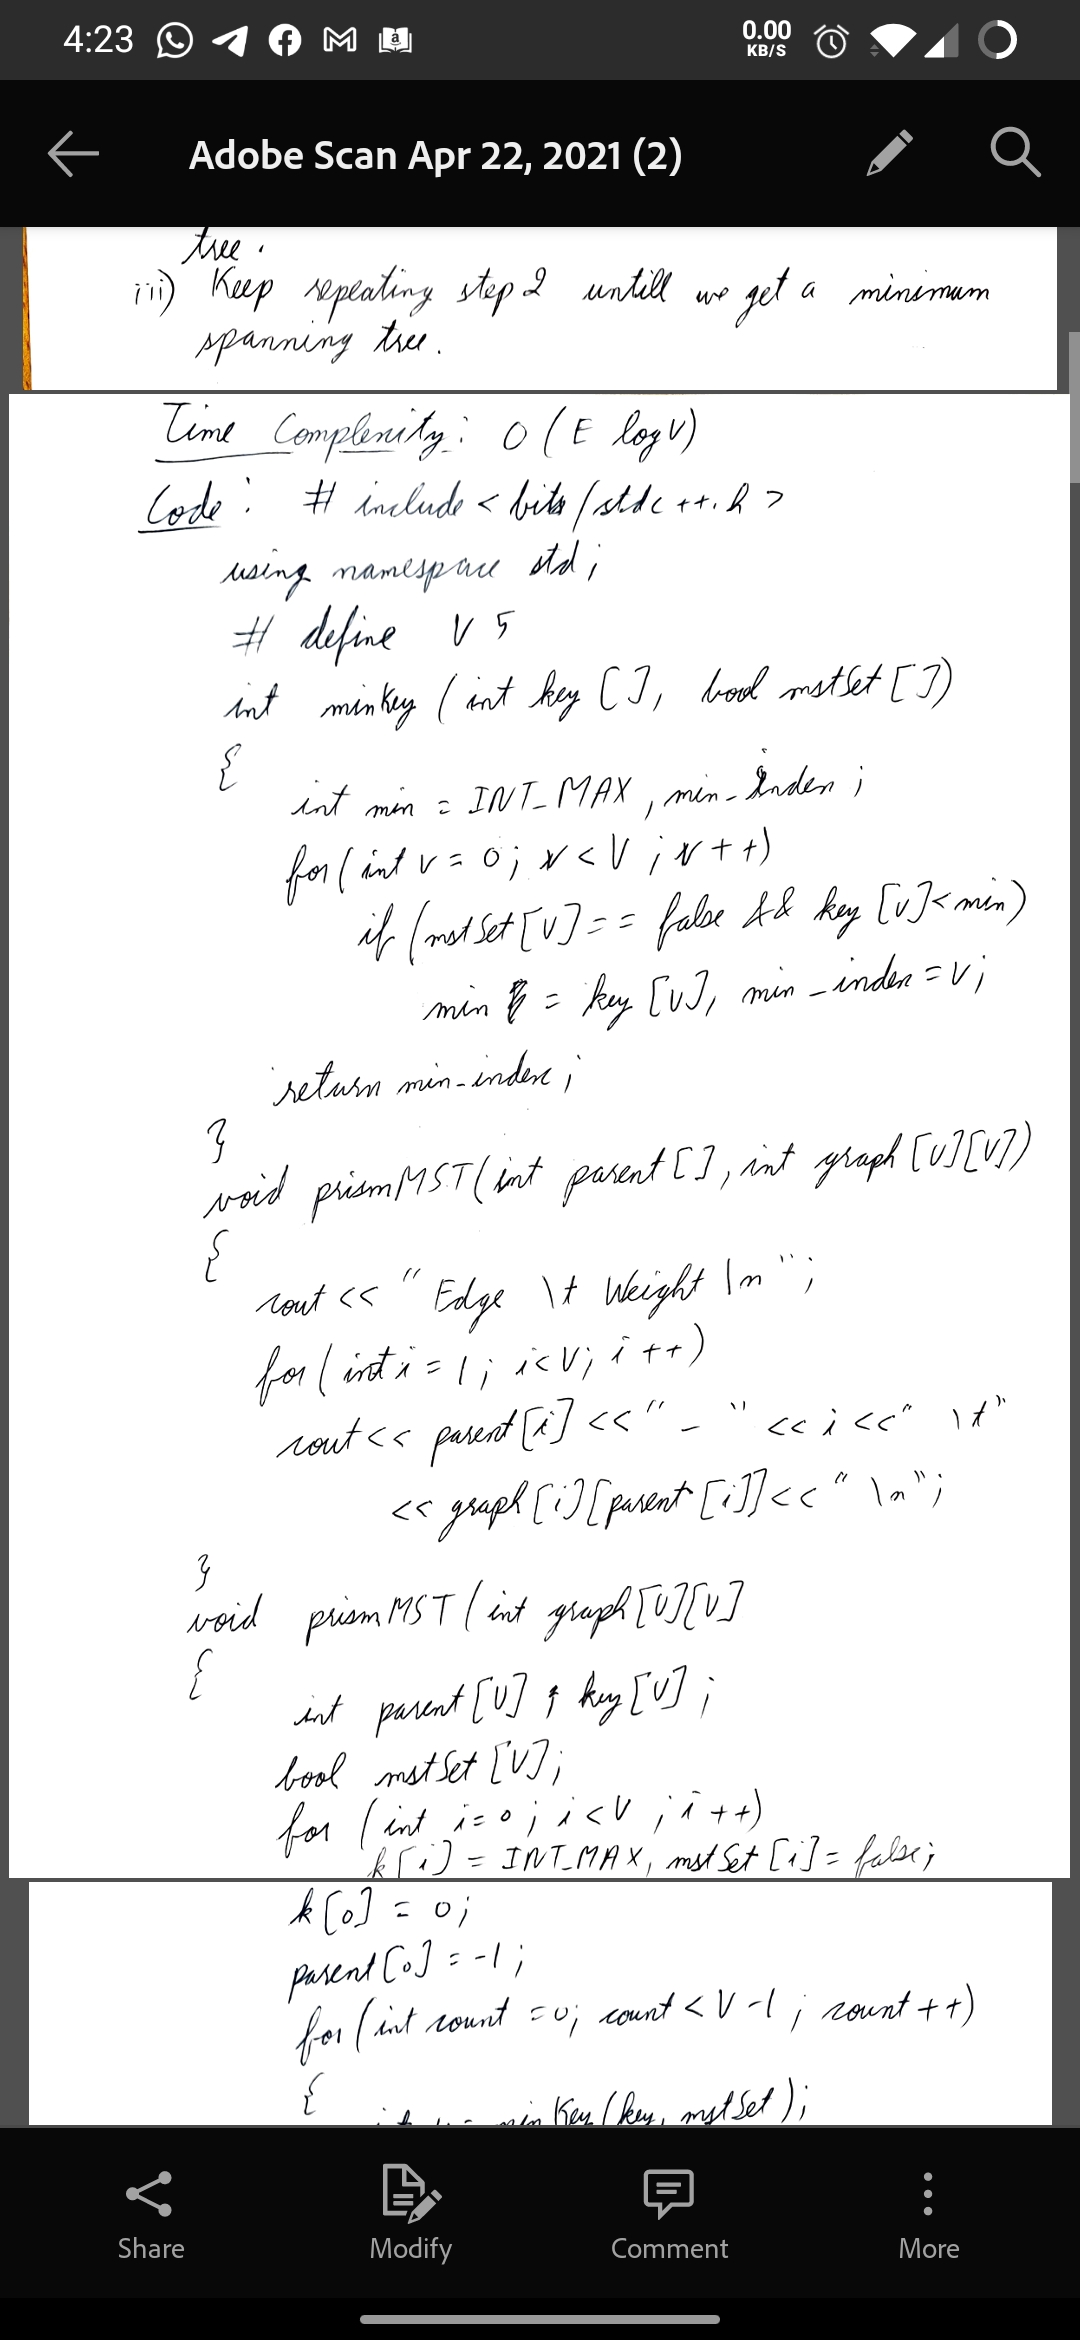 4:23
0.00
KB/S
Adobe Scan Apr 22, 2021 (2)
tree.
iii) Keep repeating step 2 untill we get a minimum
spanning tree.
Time Complexity: O(E log V)
Code: # include <bits/stdc++.h>
using namespace std;
# define V 5
int minkey (int key [], bool mstSet [])
{
int min = INT_MAX, min_index;
for (int v = 0; v < V; v++)
if (mstSet[v] == false && key [v] < min)
min = key [v], min_index = v;
return min_index;
}
void prismMST(int parent [], int graph [V][V])
{
cout << "Edge \t Weight \n";
for (int i = 1; i < V; i++)
cout << parent [i] << " - " << i << " \t"
<< graph [i][parent [i]] << " \n";
}
void prismMST (int graph[V][V]
{
int parent [V], key [V];
bool mstSet [V];
for (int i = 0; i < V; i++)
k[i] = INT_MAX, mstSet [i] = false;
k[0] = 0;
parent [0] = -1;
for (int count = 0; count < V-1; count++)
{
int u = minKey (key, mstSet);
Share
Modify
Comment
More